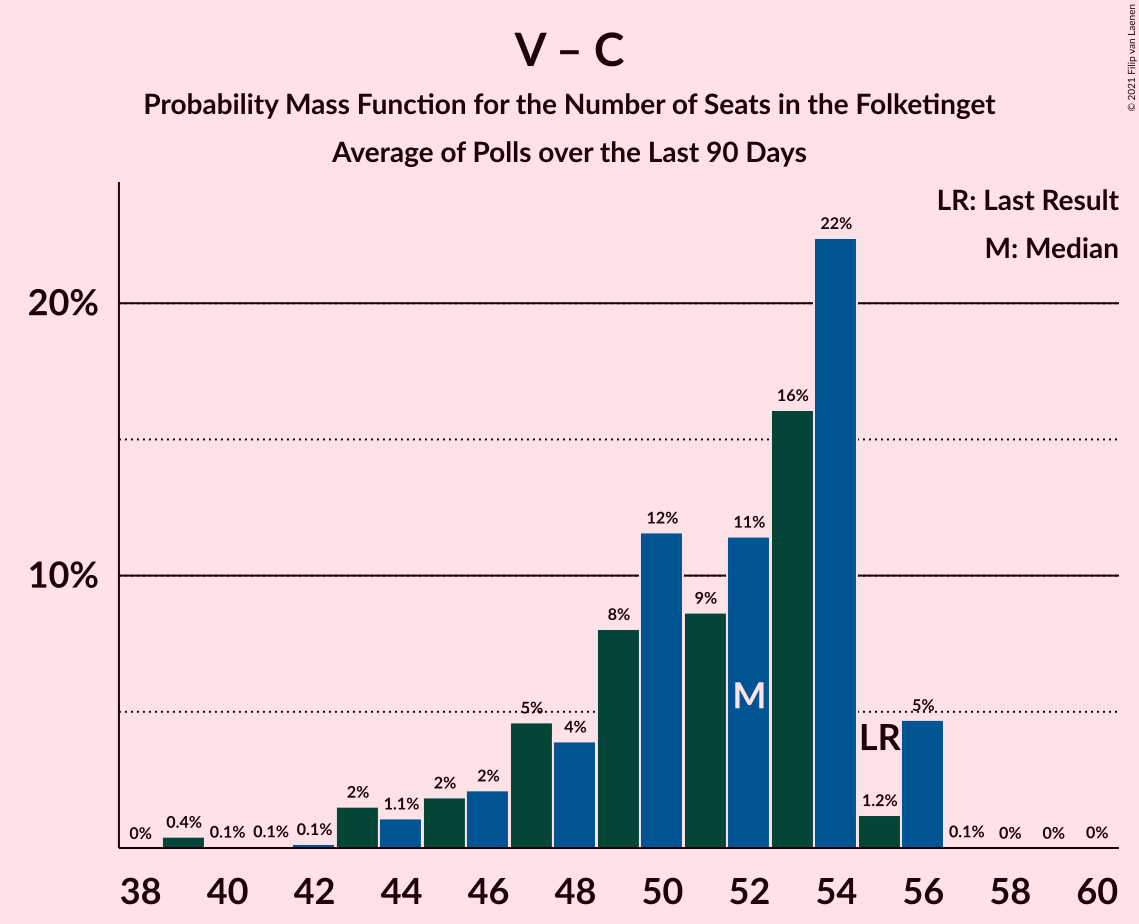 V – C
Probability Mass Function for the Number of Seats in the Folketinget
Average of Polls over the Last 90 Days
© 2021 Filip van Laenen
LR: Last Result
M: Median
20%
10%
0%
0.4%
0.1%
0.1%
0.1%
2%
1.1%
2%
2%
5%
4%
8%
12%
9%
11%
16%
22%
1.2%
5%
0.1%
0%
0%
0%
M
LR
38 40 42 44 46 48 50 52 54 56 58 60